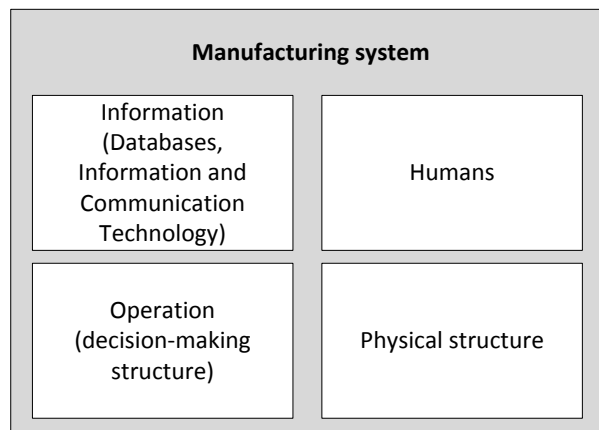 Manufacturing system
Information
(Databases,
Information and
Communication
Technology)
Humans
Operation
(decision-making
structure)
Physical structure